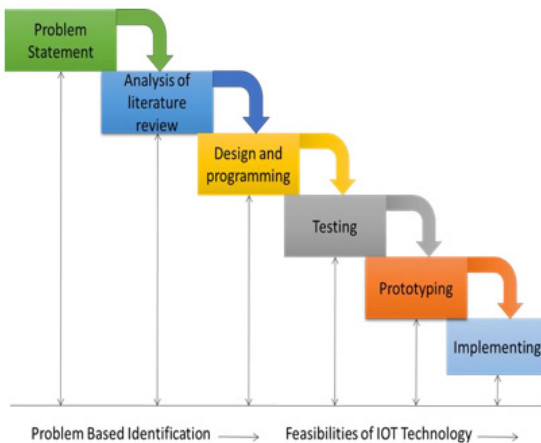 Problem
Statement
Analysis of
literature
review
Design and
programming
Testing
Prototyping
Implementing
Problem Based Identification
Feasibilities of IOT Technology